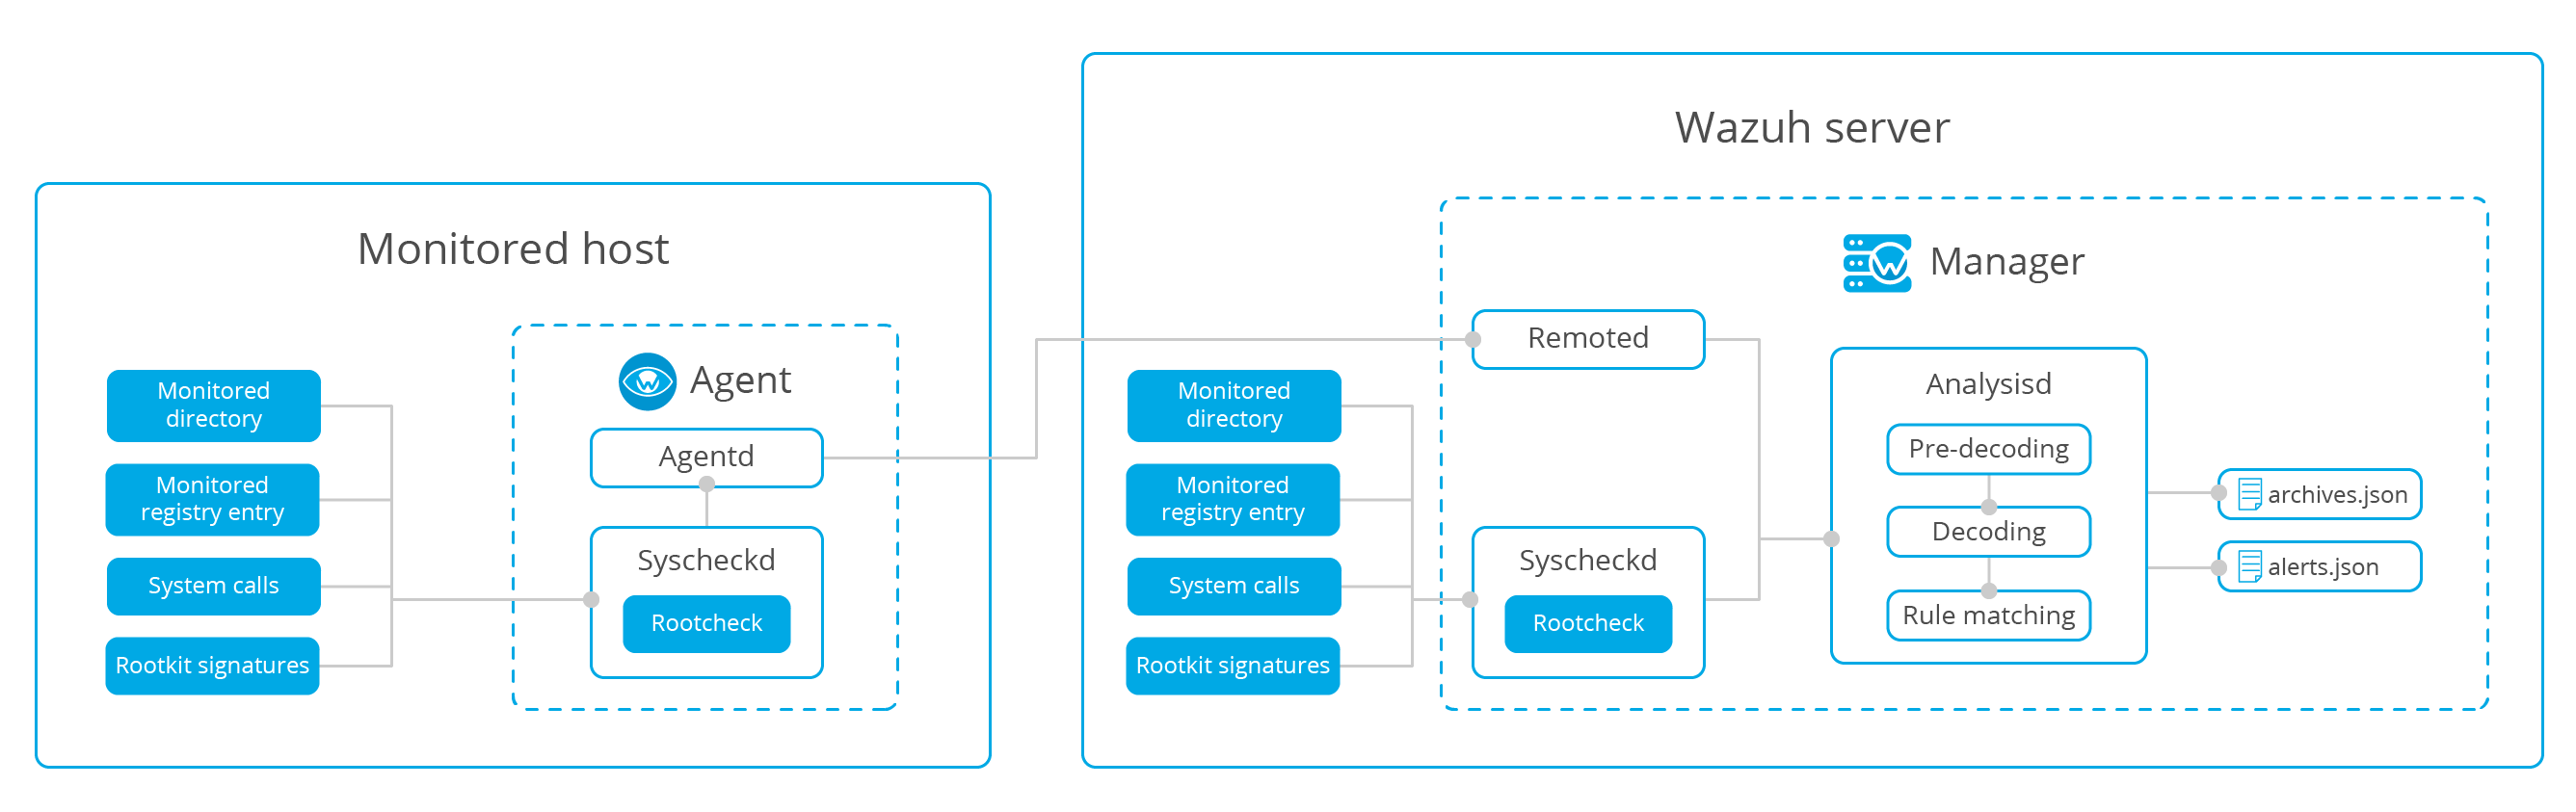 Monitored host
Monitored
directory
Monitored
registry entry
System calls
Rootkit signatures
Agent
Agentd
Syscheckd
Rootcheck
Wazuh server
Monitored
directory
Monitored
registry entry
System calls
Rootkit signatures
Manager
Remoted
Syscheckd
Rootcheck
Analysisd
Pre-decoding
Decoding
Rule matching
archives.json
alerts.json